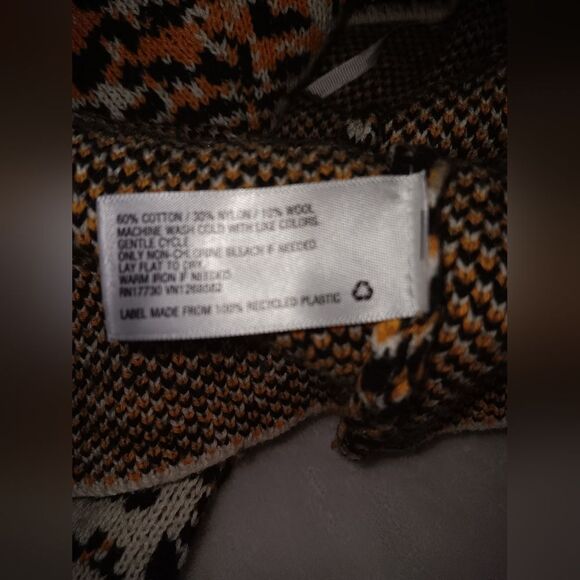 60% COTTON / 30% NYLON / 10% WOOL
MACHINE WASH COLD WITH LIKE COLORS.
GENTLE CYCLE
ONLY NON-CHLORINE BLEACH IF NEEDED.
LAY FLAT TO DRY
WARM IRON IF NEEDED
RN17730
LABEL MADE FROM 100% RECYCLED PLASTIC